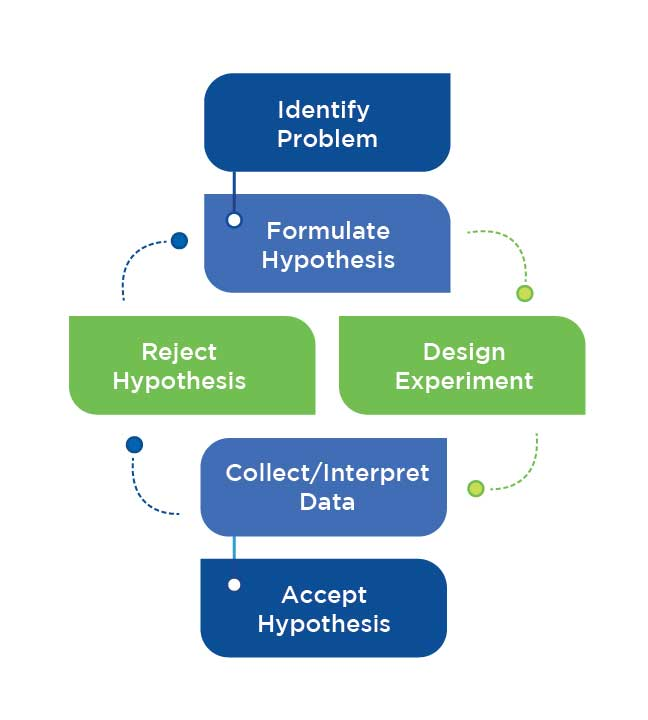 Identify
Problem
Formulate
Hypothesis
Reject
Hypothesis
Design
Experiment
Collect/Interpret
Data
Accept
Hypothesis